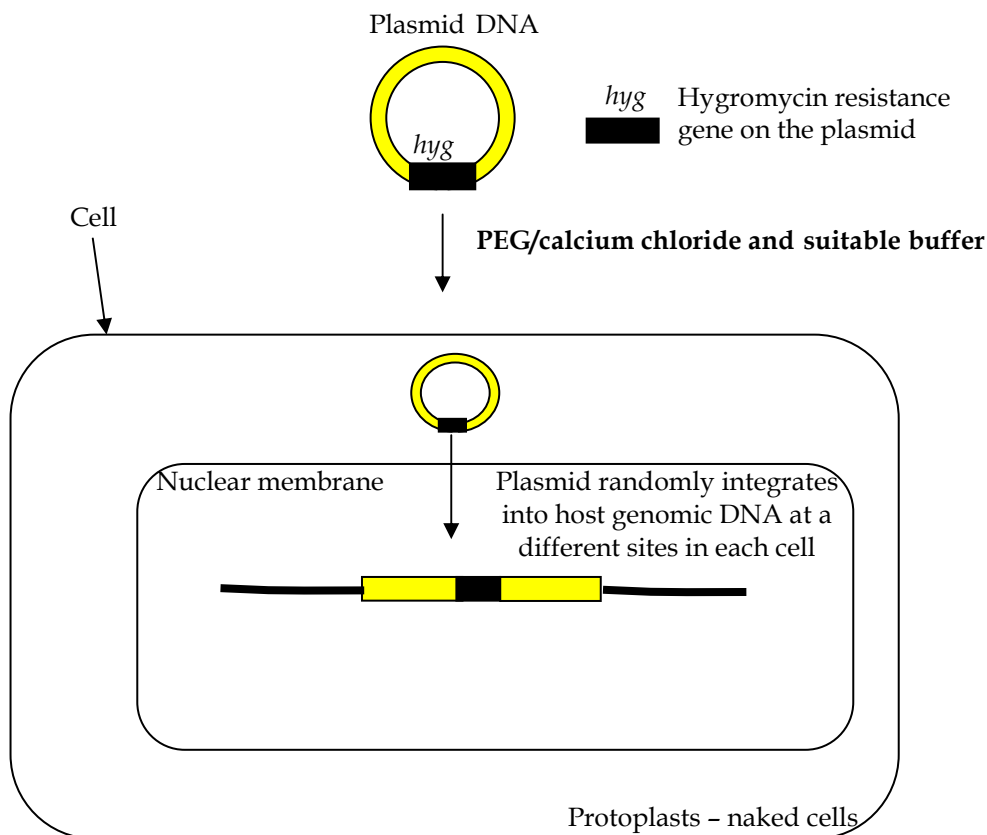 Plasmid DNA
hyg
hyg Hygromycin resistance
gene on the plasmid
Cell
PEG/calcium chloride and suitable buffer
Nuclear membrane
Plasmid randomly integrates
into host genomic DNA at a
different sites in each cell
Protoplasts – naked cells